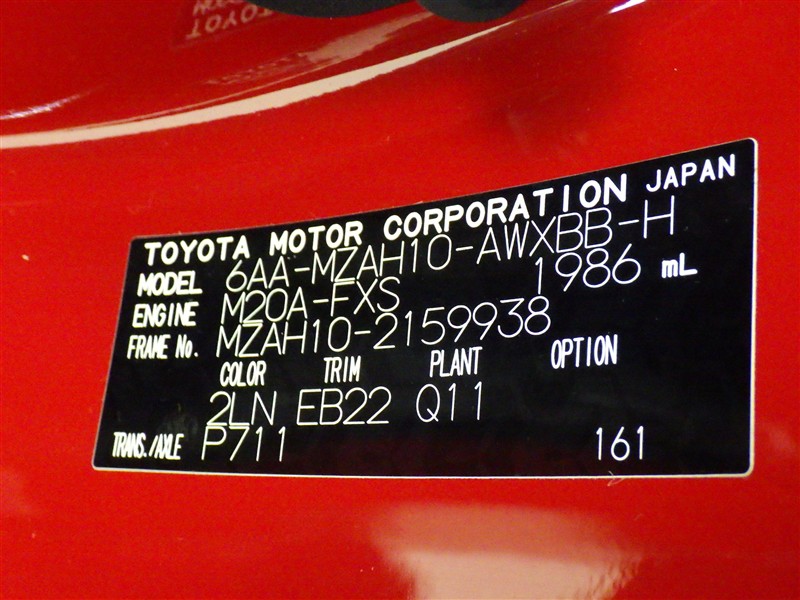 TOYOTA MOTOR CORPORATION JAPAN
MODEL 6AA-MZAH10-AWXBB-H
ENGINE M20A-FXS 1986 mL
FRAME No. MZAH10-2159938
COLOR TRIM PLANT OPTION
2LN EB22 Q11
TRANS./AXLE P711 161